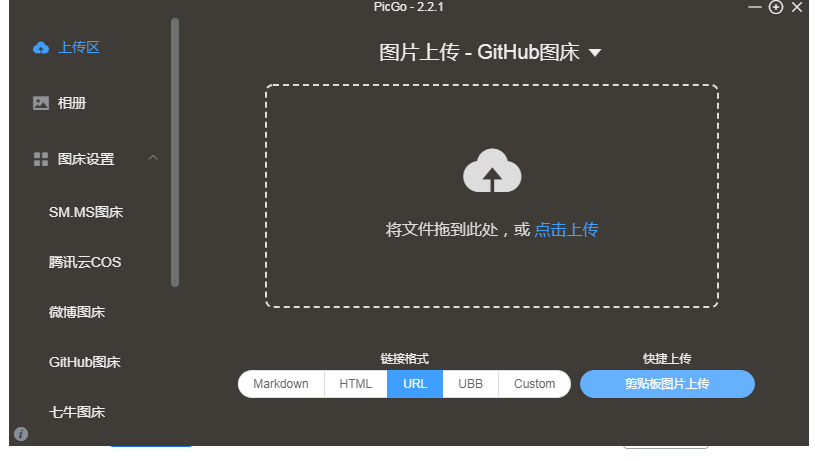 PicGo - 2.2.1
上传区
相册
图床设置
SM.MS图床
腾讯云COS
微博图床
GitHub图床
七牛图床
图片上传 - GitHub图床
将文件拖到此处，或 点击上传
链接格式
Markdown HTML URL UBB Custom
快捷上传
剪贴板图片上传